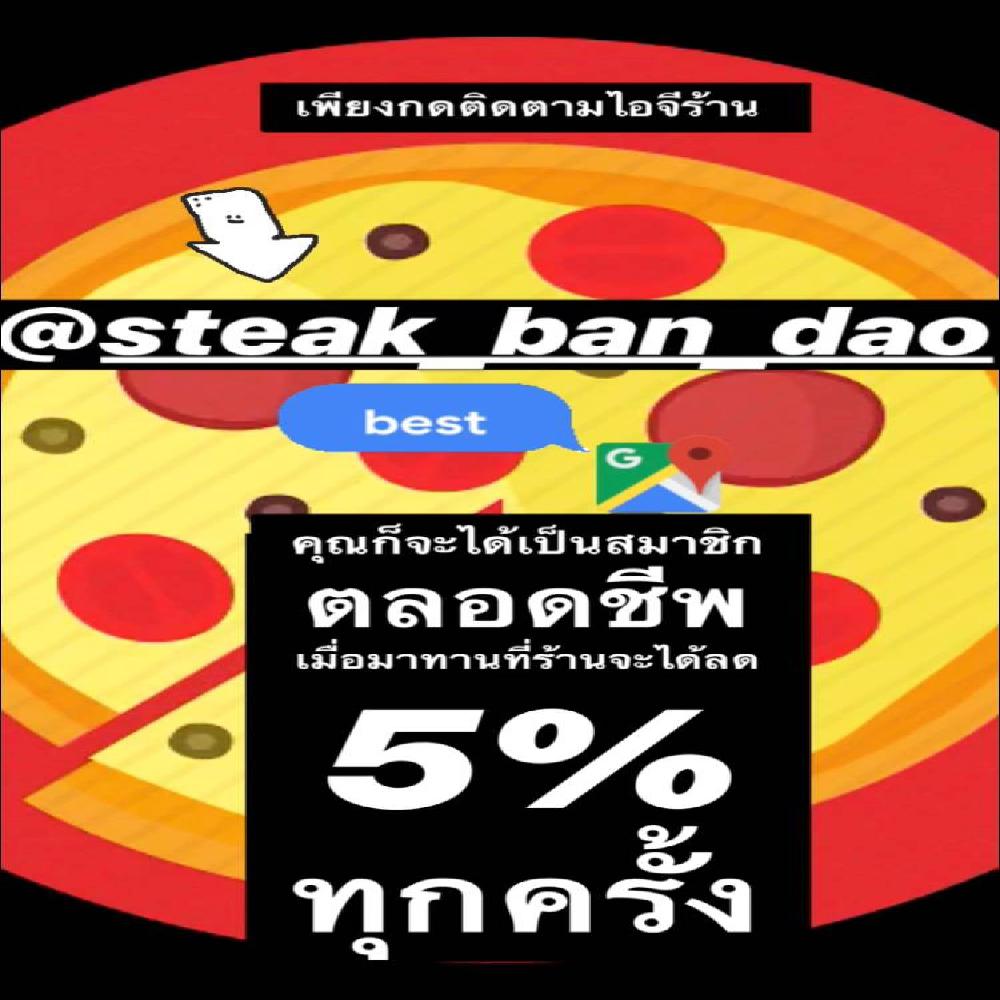 เพียงกดติดตามไอจีร้าน
@steak_ban_dao
best
G
คุณก็จะได้เป็นสมาชิก
ตลอดชีพ
เมื่อมาทานที่ร้านจะได้ลด
5%
ทุกครั้ง